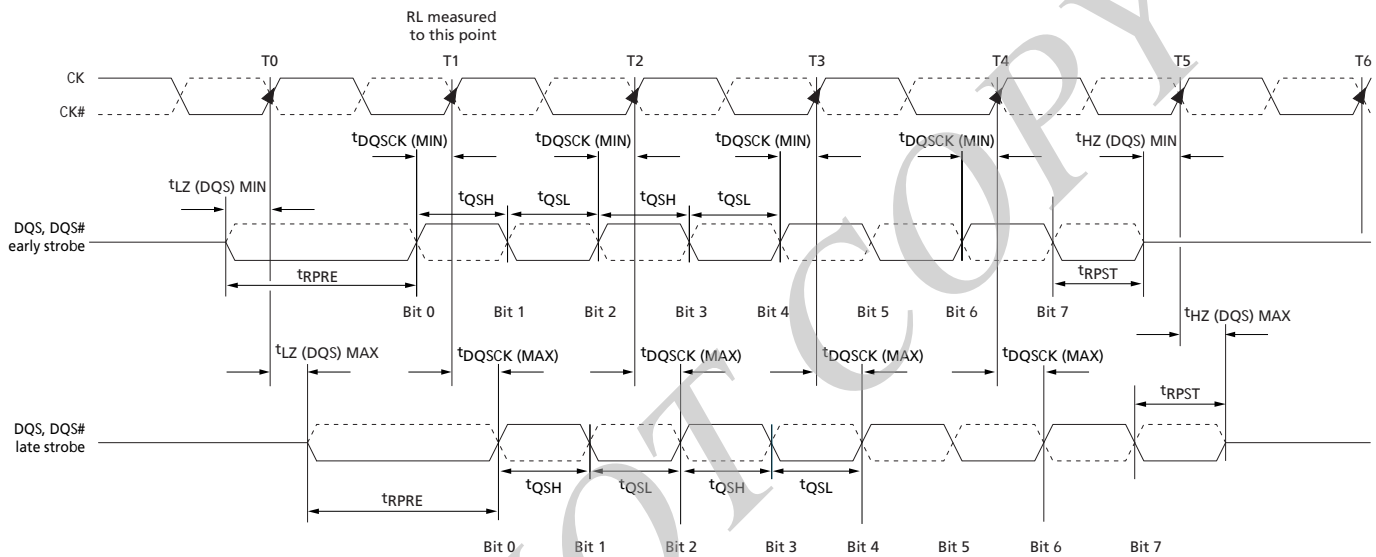 RL measured
to this point
T0 T1 T2 T3 T4 T5 T6
CK
CK#
tDQSCK (MIN) tDQSCK (MIN) tDQSCK (MIN) tDQSCK (MIN) tHZ (DQS) MIN
tLZ (DQS) MIN
tQSH tQSL tQSH tQSL
DQS, DQS#
early strobe
tRPRE tRPST
Bit 0 Bit 1 Bit 2 Bit 3 Bit 4 Bit 5 Bit 6 Bit 7
tHZ (DQS) MAX
tLZ (DQS) MAX tDQSCK (MAX) tDQSCK (MAX) tDQSCK (MAX) tDQSCK (MAX)
tRPST
DQS, DQS#
late strobe
tQSH tQSL tQSH tQSL
tRPRE
Bit 0 Bit 1 Bit 2 Bit 3 Bit 4 Bit 5 Bit 6 Bit 7
NOT COPY